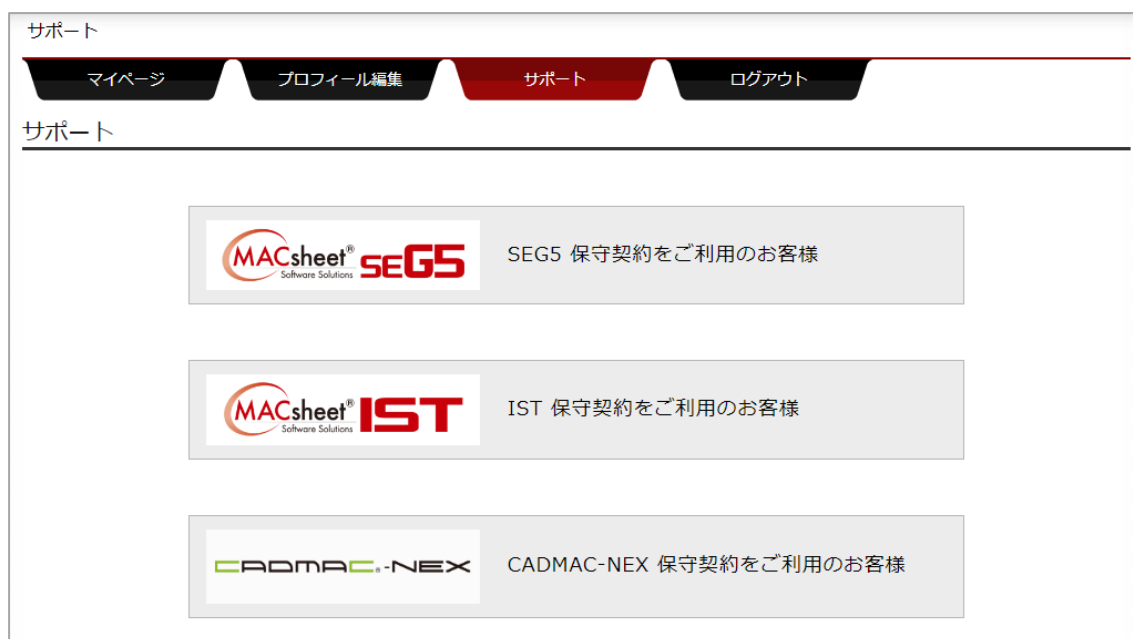 サポート
マイページ
プロフィール編集
サポート
ログアウト
サポート
MACsheet® SEG5
Software Solutions
SEG5 保守契約をご利用のお客様
MACsheet® IST
Software Solutions
IST 保守契約をご利用のお客様
CADMAC®-NEX
CADMAC-NEX 保守契約をご利用のお客様